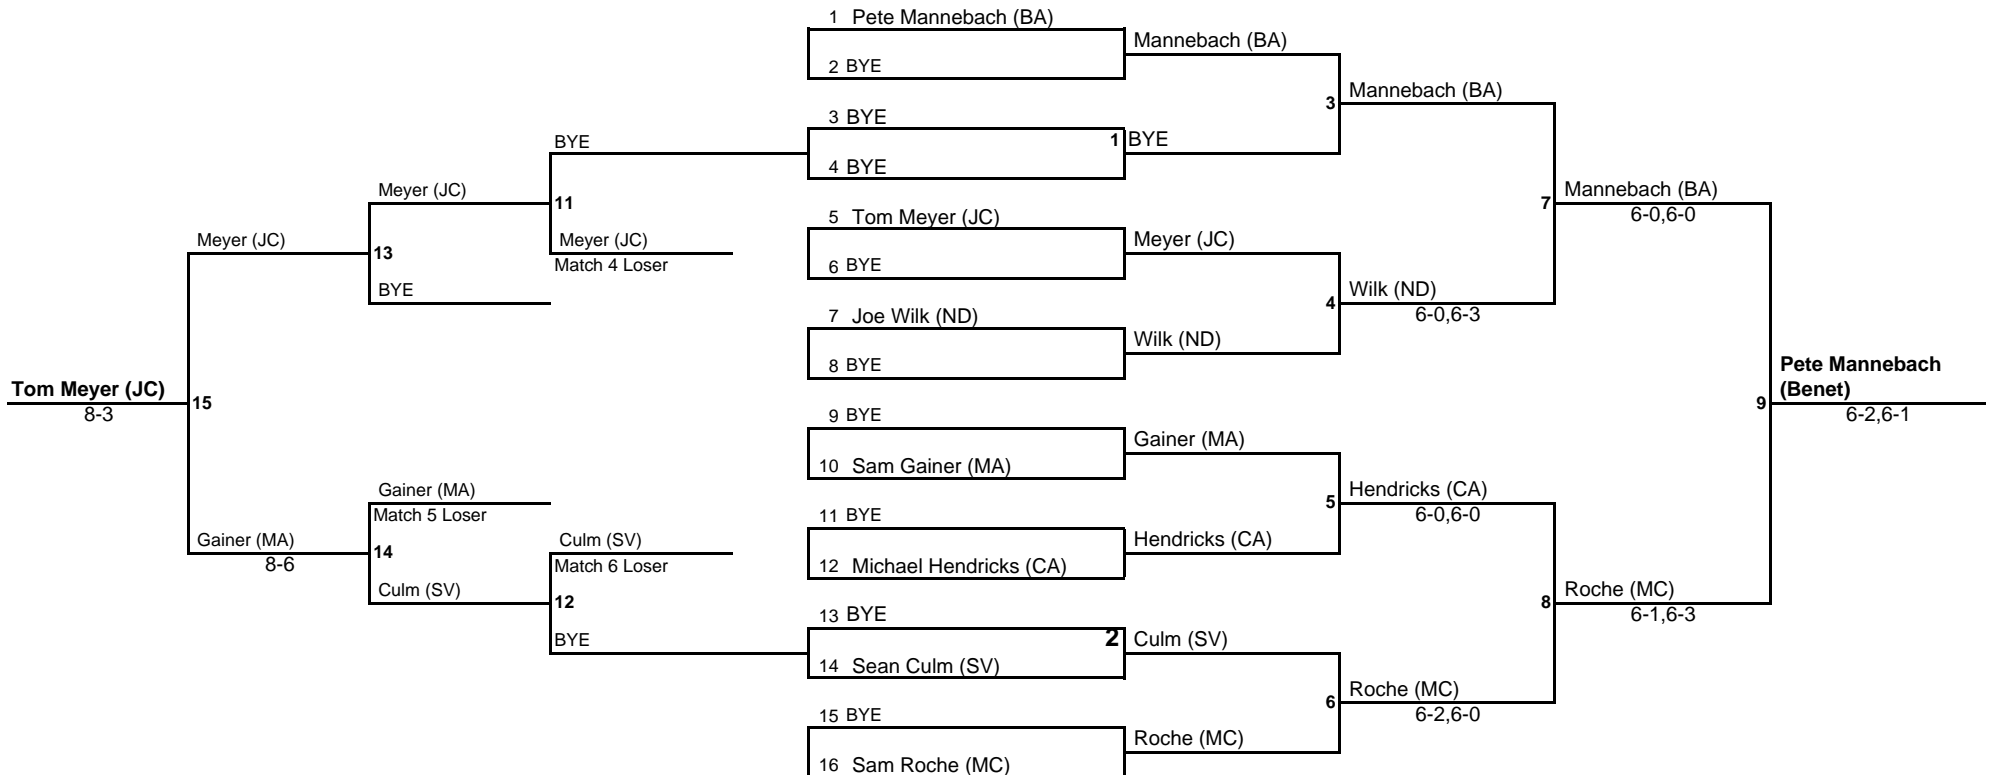 1 Pete Mannebach (BA)
Mannebach (BA)
2 BYE
Mannebach (BA)
3
3 BYE
BYE
1 BYE
4 BYE
Meyer (JC)
11
Mannebach (BA)
7
6-0,6-0
5 Tom Meyer (JC)
Meyer (JC)
13
Meyer (JC)
Match 4 Loser
Meyer (JC)
6 BYE
BYE
Wilk (ND)
4
6-0,6-3
7 Joe Wilk (ND)
Wilk (ND)
8 BYE
Tom Meyer (JC)
8-3
15
Pete Mannebach
(Benet)
9
6-2,6-1
9 BYE
Gainer (MA)
10 Sam Gainer (MA)
Gainer (MA)
Match 5 Loser
Hendricks (CA)
5
6-0,6-0
11 BYE
Gainer (MA)
8-6
14
Culm (SV)
Match 6 Loser
Hendricks (CA)
12 Michael Hendricks (CA)
Culm (SV)
12
Roche (MC)
8
6-1,6-3
13 BYE
BYE
2 Culm (SV)
14 Sean Culm (SV)
Roche (MC)
6
6-2,6-0
15 BYE
Roche (MC)
16 Sam Roche (MC)